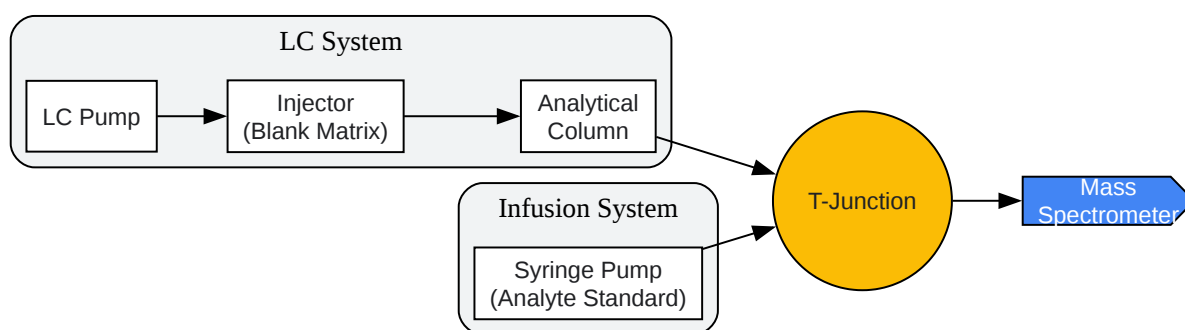 LC System
LC Pump
Injector
(Blank Matrix)
Analytical
Column
T-Junction
Mass
Spectrometer
Infusion System
Syringe Pump
(Analyte Standard)